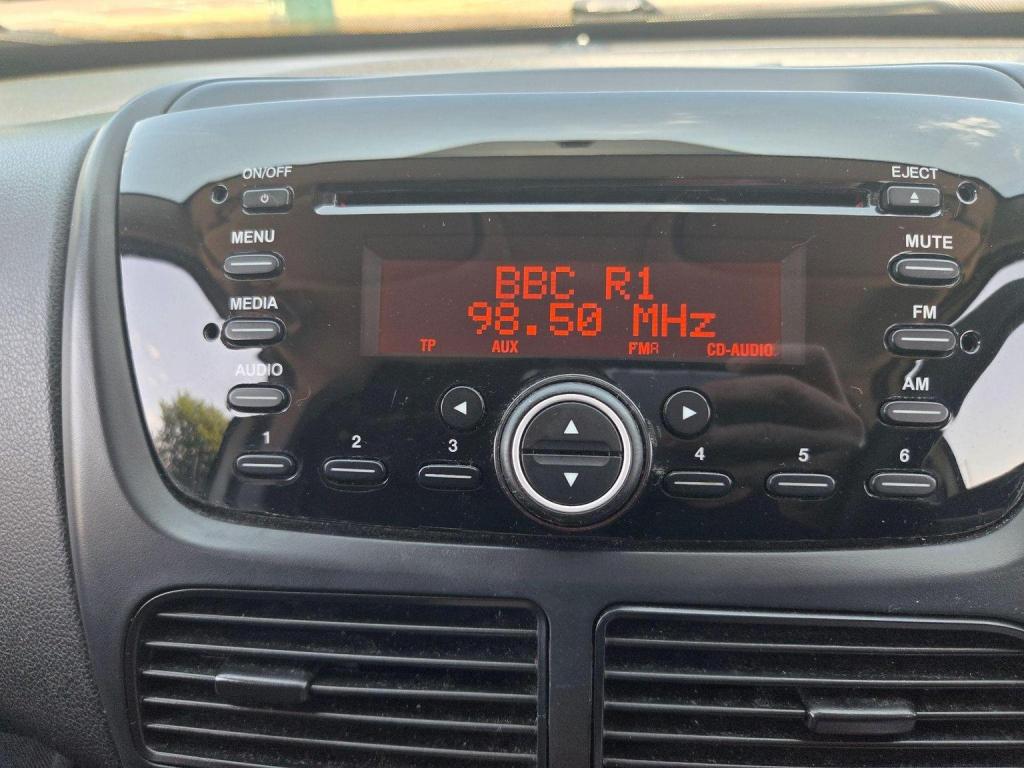 ON/OFF
EJECT
MENU
MUTE
BBC R1
MEDIA
98.50 MHz
FM
TP AUX FMA CD-AUDIO
AUDIO
AM
1 2 3 4 5 6